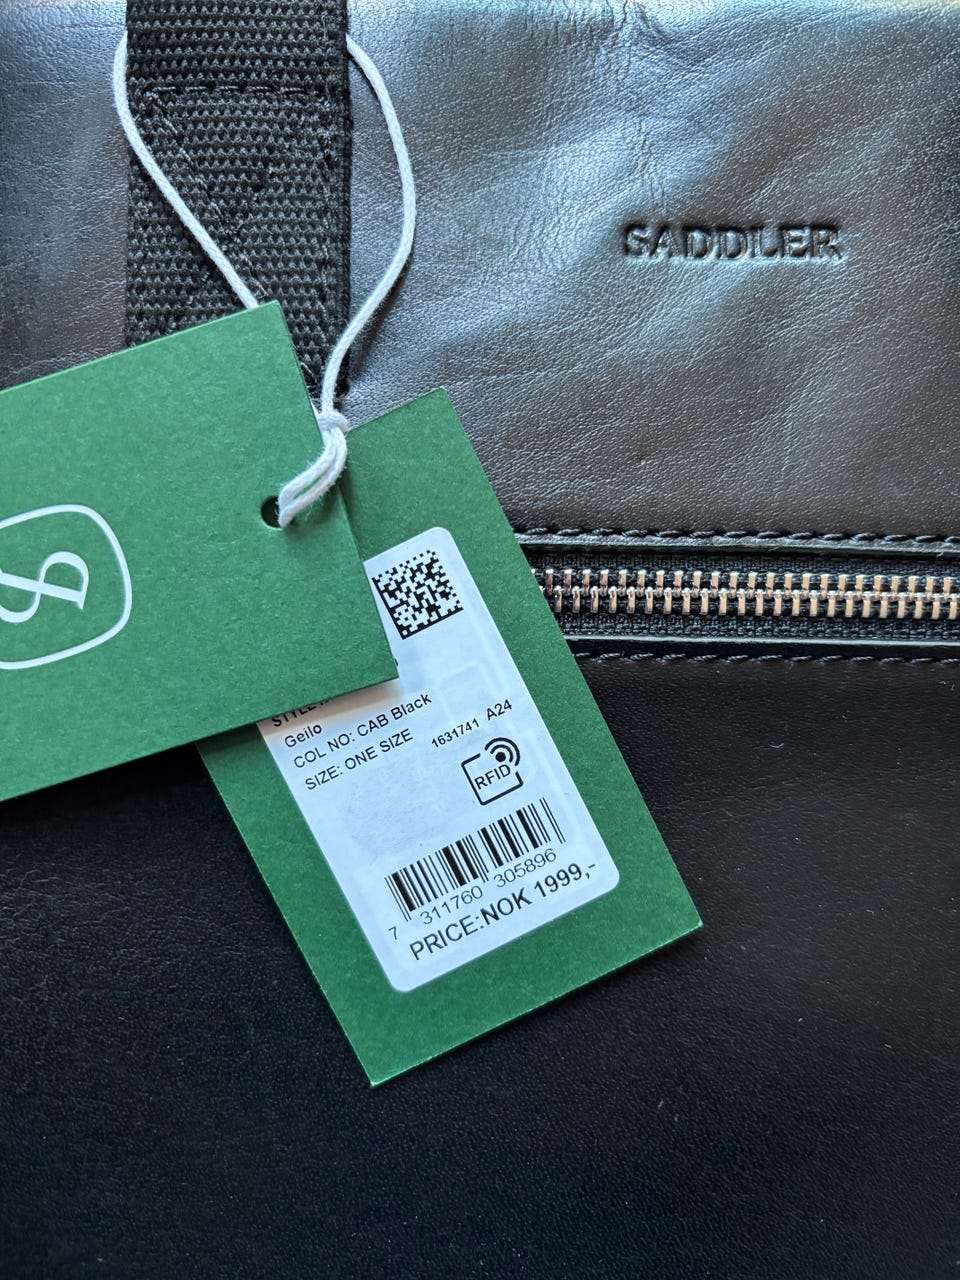 SADDLER
&
Geilo
COL NO: CAB Black
SIZE: ONE SIZE
1631741 A24
RFID
7 311760 305896
PRICE:NOK 1999,-